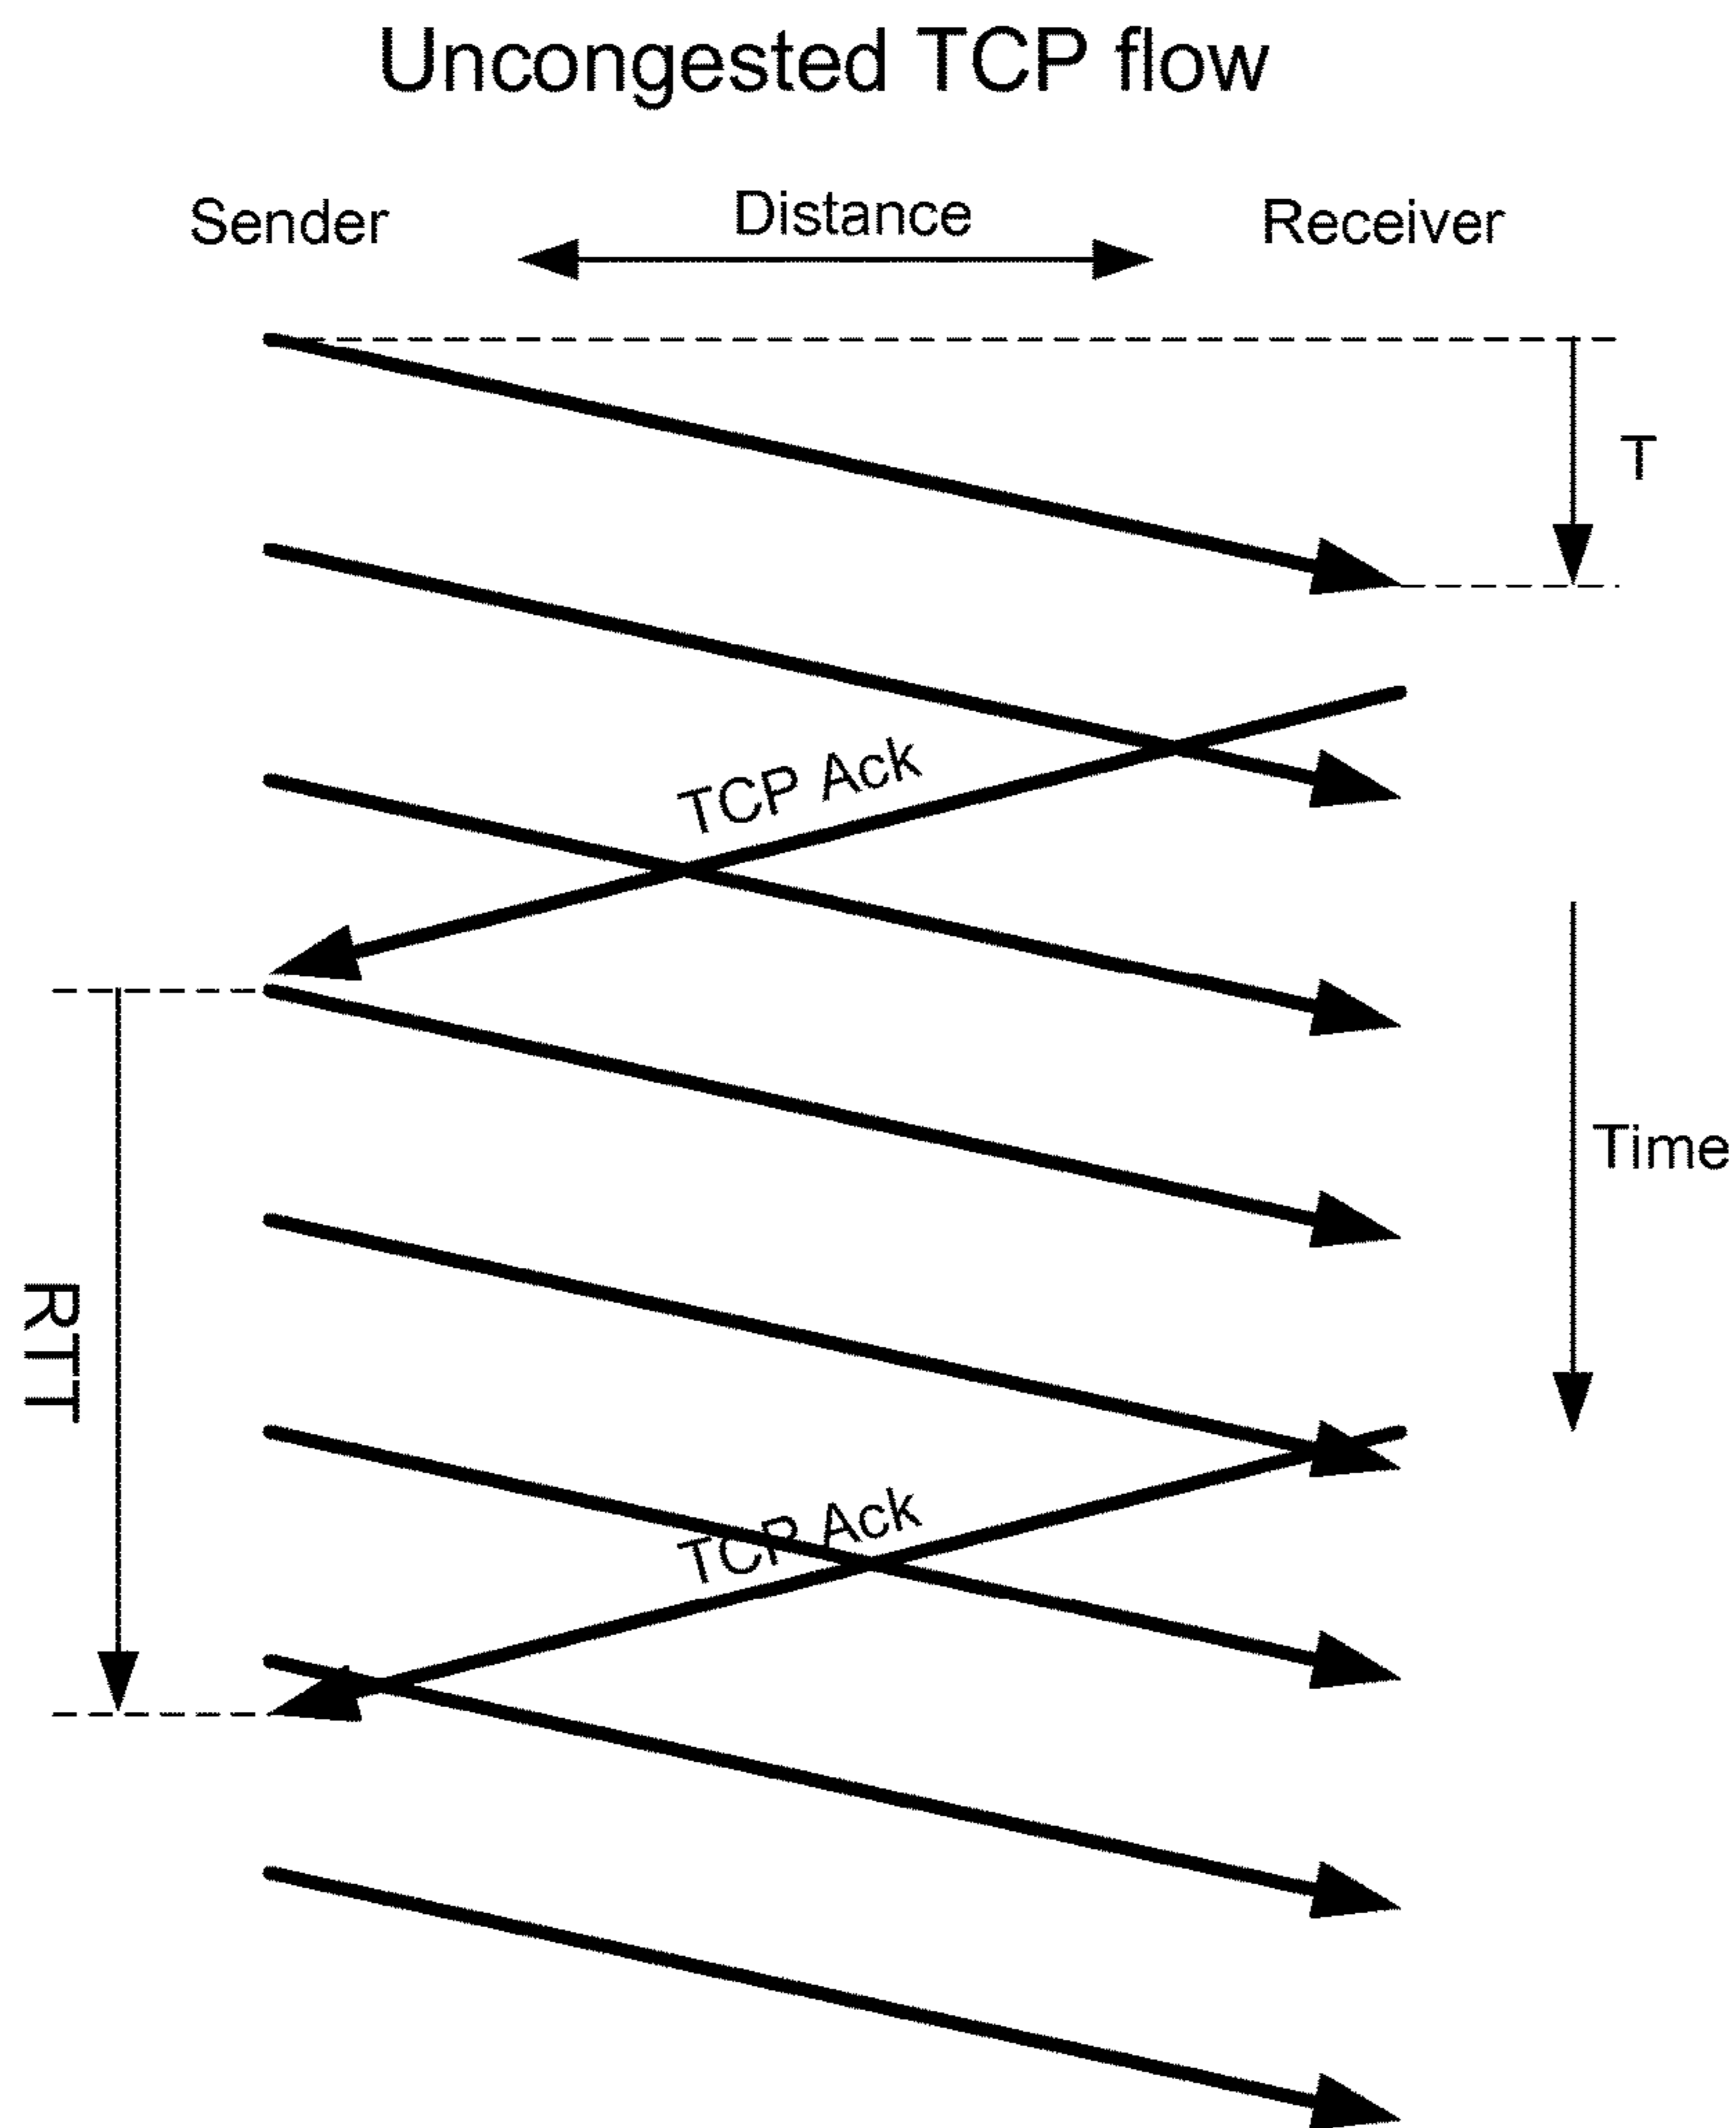 Uncongested TCP flow
Sender
Distance
Receiver
T
TCP Ack
Time
RTT
TCP Ack